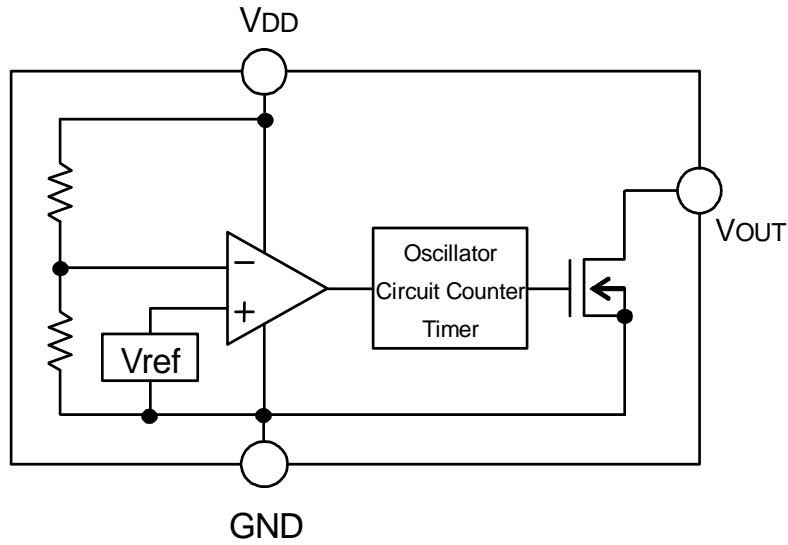 VDD
VOUT
Oscillator
Circuit Counter
Timer
−
+
Vref
GND